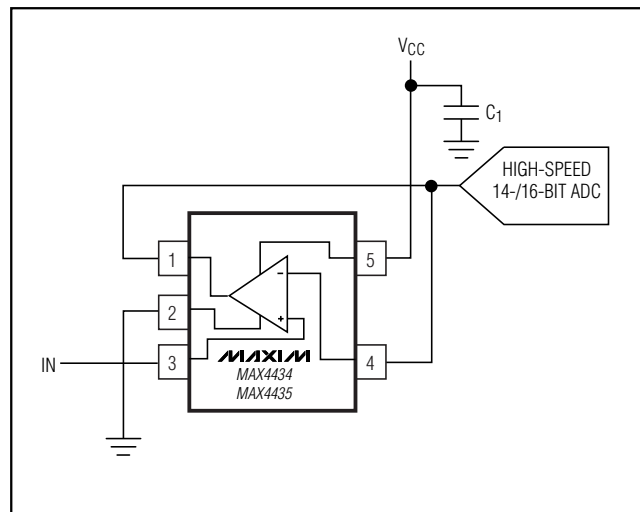 VCC
C1
HIGH-SPEED
14-/16-BIT ADC
1
5
-
2
+
IN
3
4
MAXIM
MAX4434
MAX4435